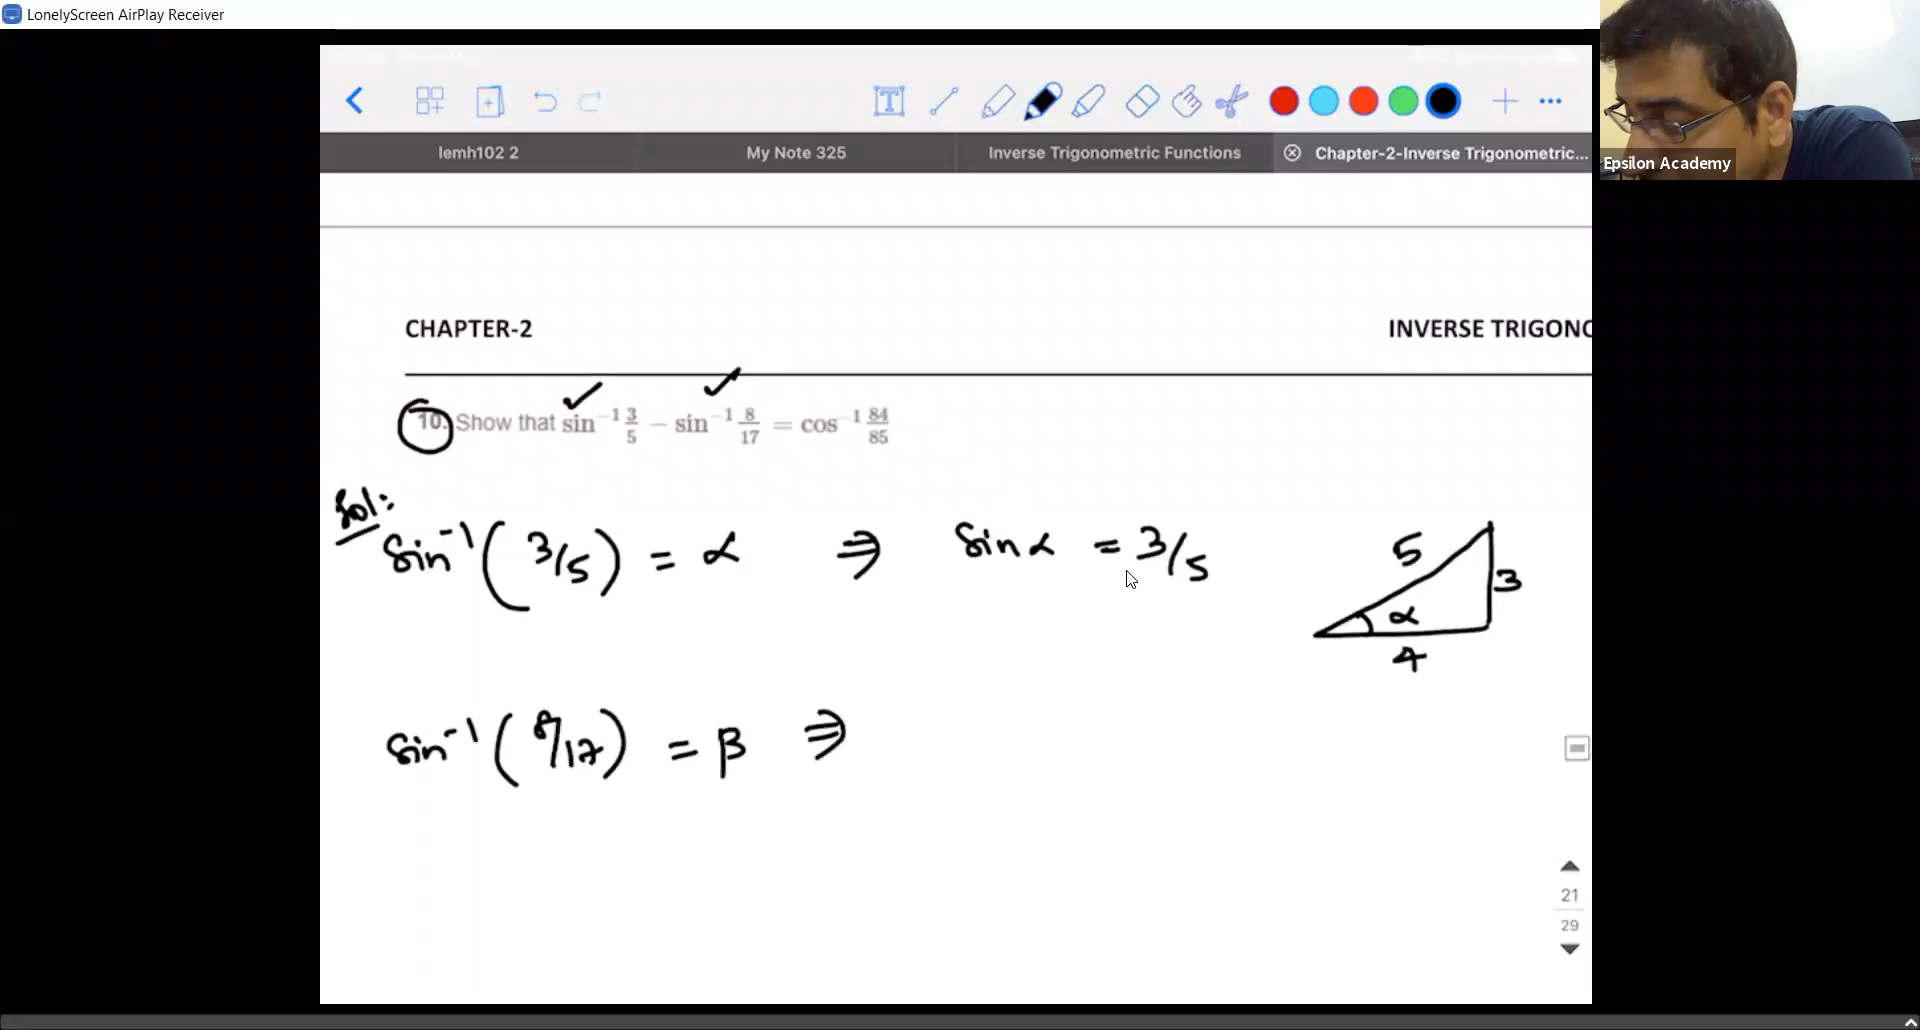 LonelyScreen AirPlay Receiver
lemh102 2
My Note 325
Inverse Trigonometric Functions
Chapter-2-Inverse Trigonometric...
Epsilon Academy
CHAPTER-2
INVERSE TRIGONO
10. Show that sin⁻¹ 3/5 − sin⁻¹ 8/17 = cos⁻¹ 84/85
Sol:
sin⁻¹ (3/5) = α ⇒ sin α = 3/5
5
3
α
4
sin⁻¹ (8/17) = β ⇒
21
29